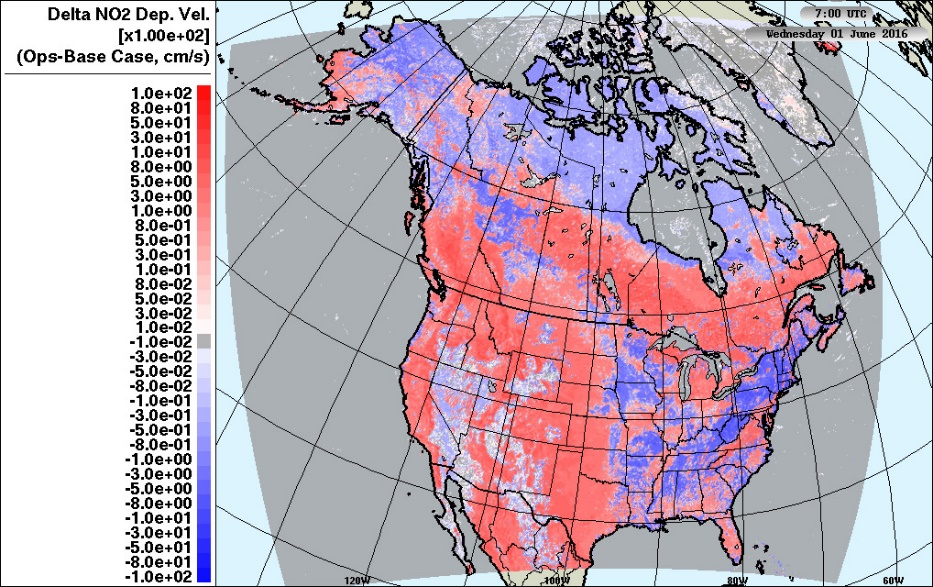 Delta NO2 Dep. Vel.
[x1.00e+02]
(Ops-Base Case, cm/s)
7:00 UTC
Wednesday 01 June 2016
1.0e+02
8.0e+01
5.0e+01
3.0e+01
1.0e+01
8.0e+00
5.0e+00
3.0e+00
1.0e+00
8.0e-01
5.0e-01
3.0e-01
1.0e-01
8.0e-02
5.0e-02
3.0e-02
1.0e-02
-1.0e-02
-3.0e-02
-5.0e-02
-8.0e-02
-1.0e-01
-3.0e-01
-5.0e-01
-8.0e-01
-1.0e+00
-3.0e+00
-5.0e+00
-8.0e+00
-1.0e+01
-3.0e+01
-5.0e+01
-8.0e+01
-1.0e+02
120W
100W
80W
60W